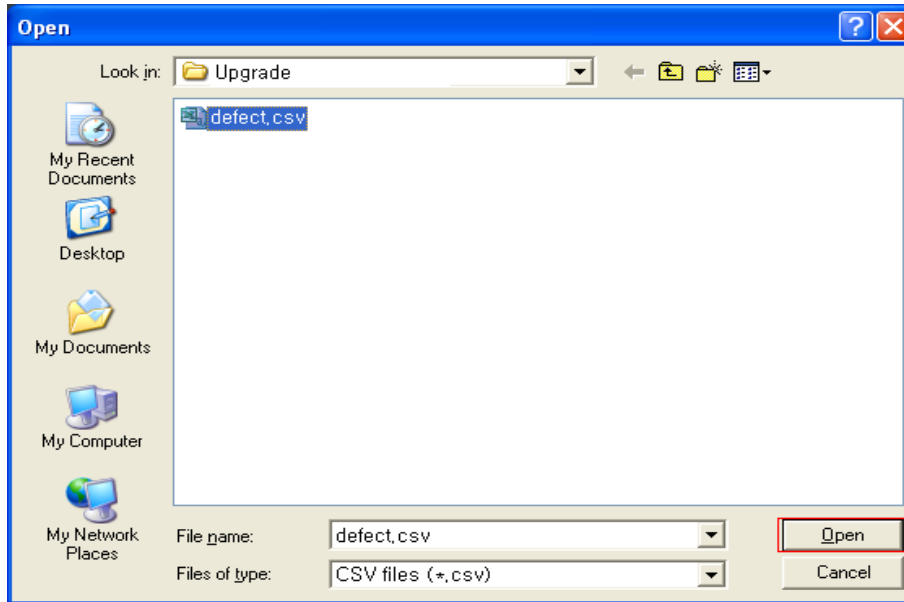 Open
Look in: Upgrade
defect,csv
My Recent
Documents
Desktop
My Documents
My Computer
My Network
Places
File name: defect,csv Open
Files of type: CSV files (*,csv) Cancel